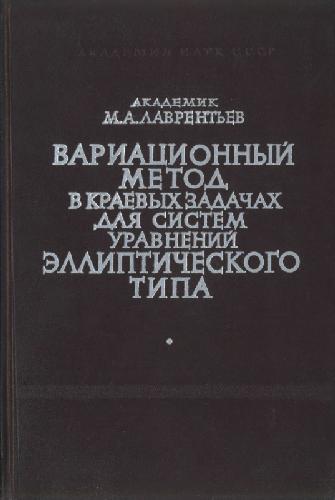 АКАДЕМИЯ НАУК СССР
АКАДЕМИК
М.А.ЛАВРЕНТЬЕВ
ВАРИАЦИОННЫЙ
МЕТОД
В КРАЕВЫХ ЗАДАЧАХ
ДЛЯ СИСТЕМ
УРАВНЕНИЙ
ЭЛЛИПТИЧЕСКОГО
ТИПА